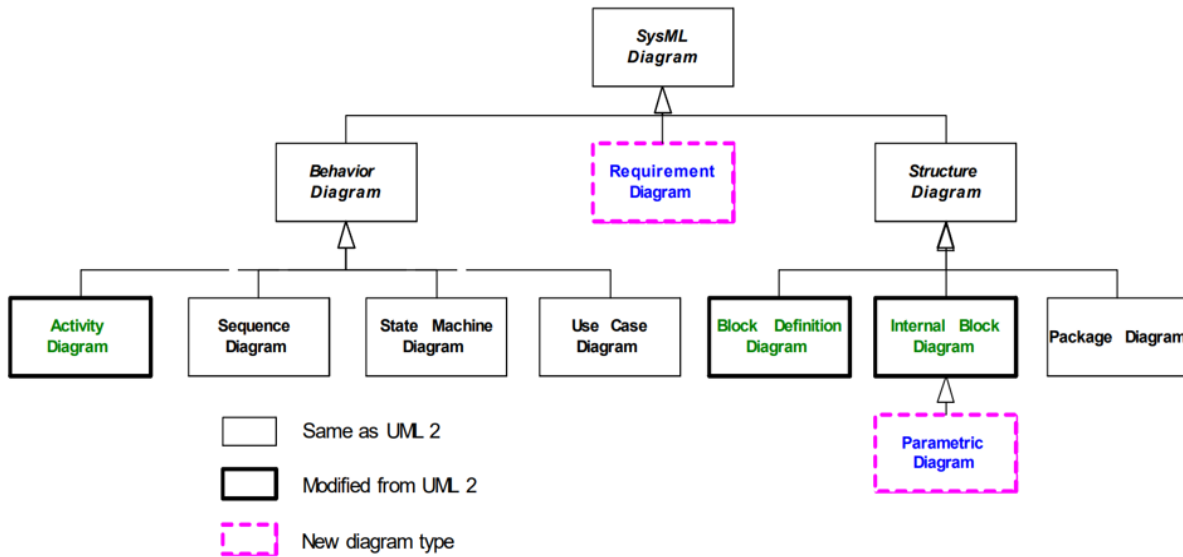 SysML
Diagram
Behavior
Diagram
Requirement
Diagram
Structure
Diagram
Activity
Diagram
Sequence
Diagram
State Machine
Diagram
Use Case
Diagram
Block Definition
Diagram
Internal Block
Diagram
Package Diagram
Parametric
Diagram
Same as UML 2
Modified from UML 2
New diagram type